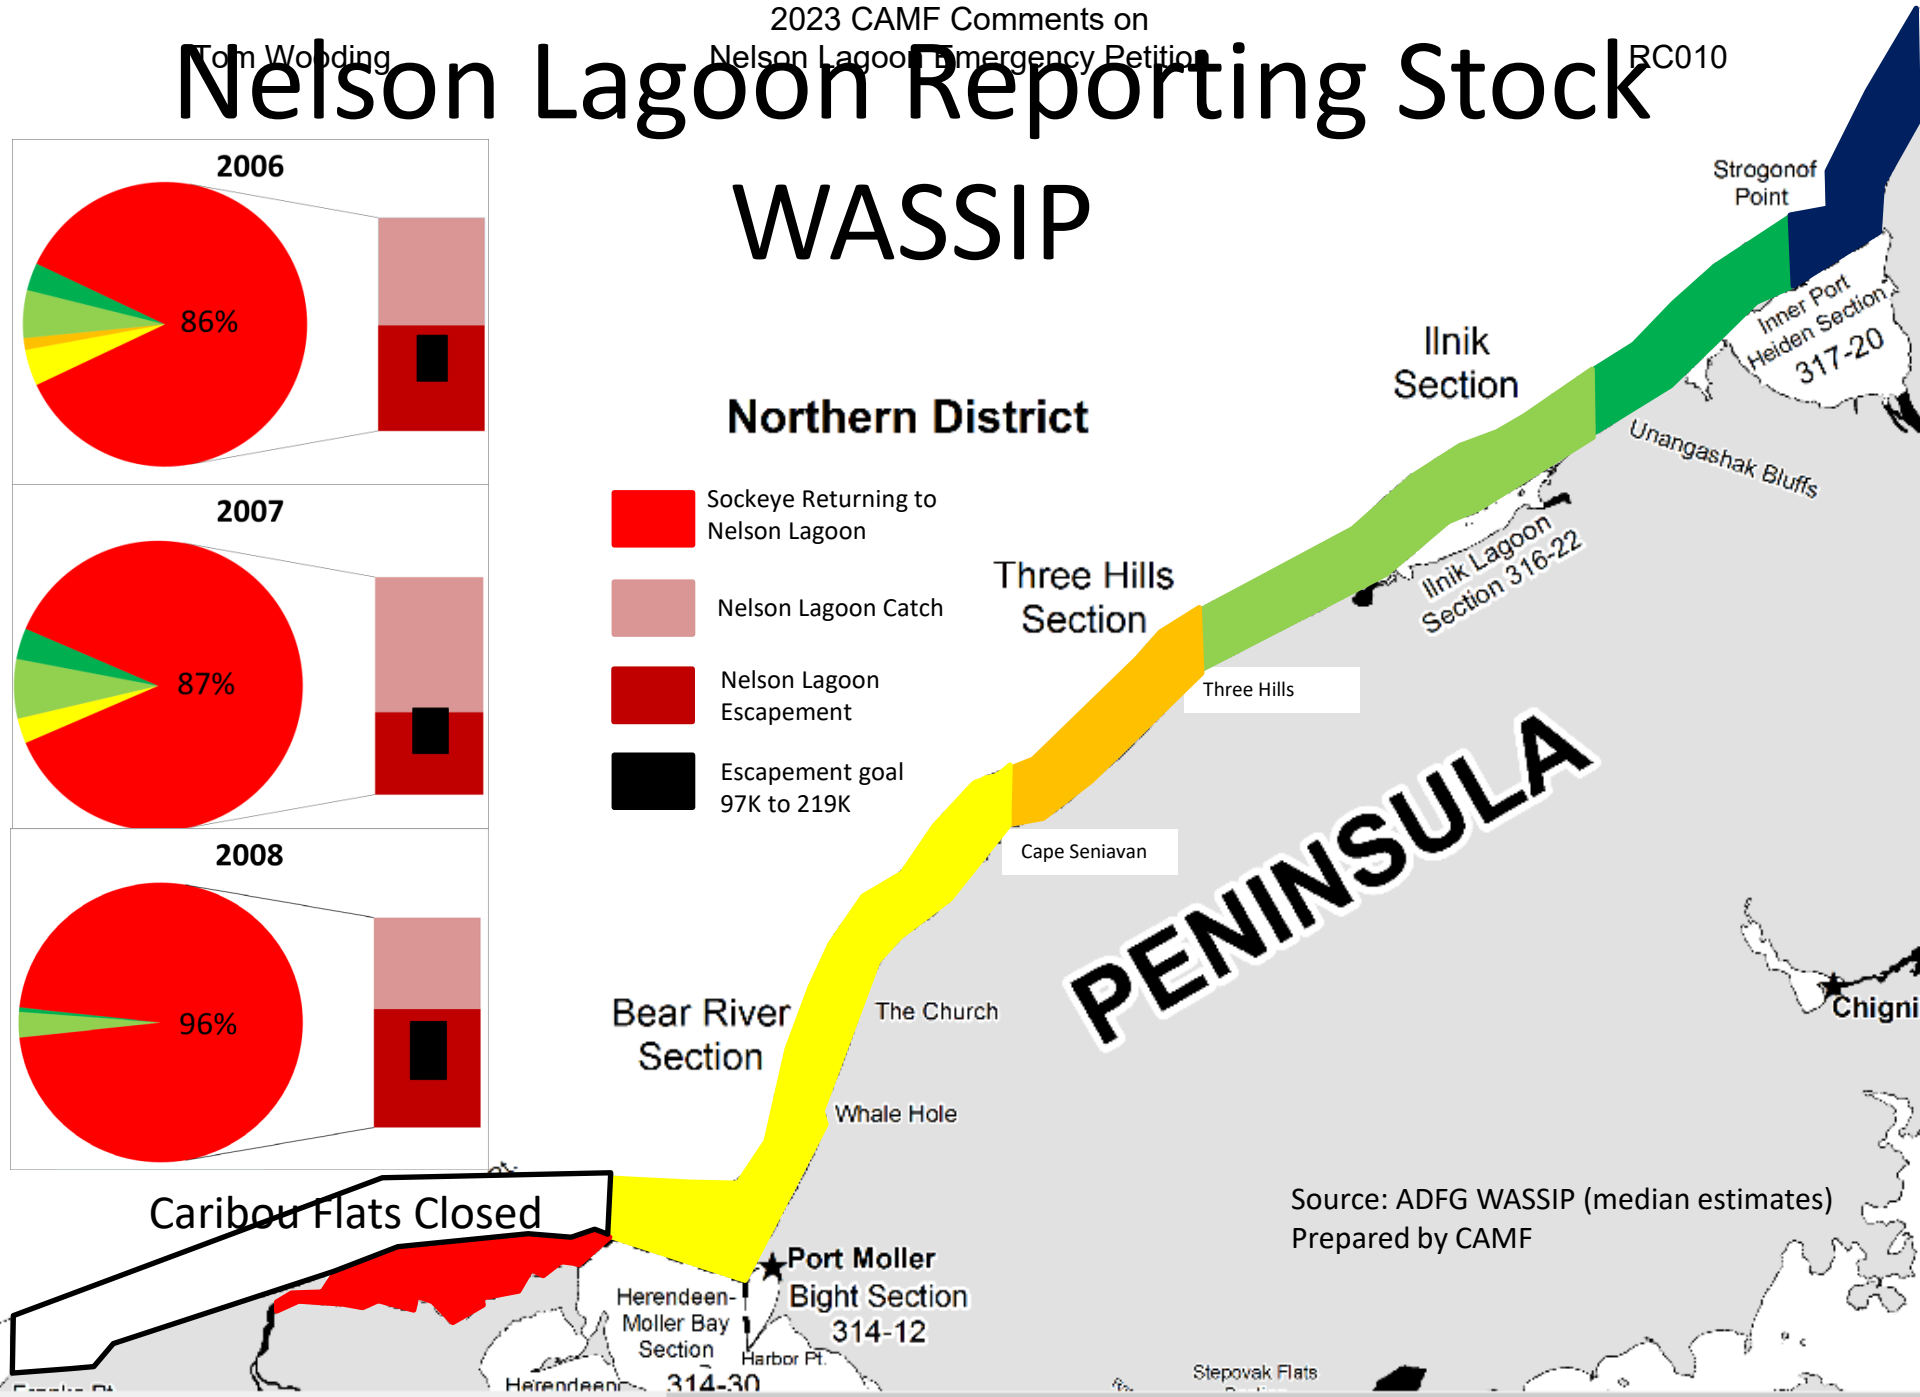 2023 CAMF Comments on
Tom Wooding
Nelson Lagoon Emergency Petition
RC010
Nelson Lagoon Reporting Stock
WASSIP
2006
86%
2007
87%
2008
96%
Northern District
Sockeye Returning to
Nelson Lagoon
Nelson Lagoon Catch
Nelson Lagoon
Escapement
Escapement goal
97K to 219K
Strogonof
Point
Inner Port
Heiden Section
317-20
Ilnik
Section
Unangashak Bluffs
Ilnik Lagoon
Section 316-22
Three Hills
Section
Three Hills
Cape Seniavan
PENINSULA
Bear River
Section
The Church
Whale Hole
Chigni
Caribou Flats Closed
Source: ADFG WASSIP (median estimates)
Prepared by CAMF
Port Moller
Bight Section
314-12
Herendeen-
Moller Bay
Section
314-30
Harbor Pt.
Herendeen
Stepovak Flats